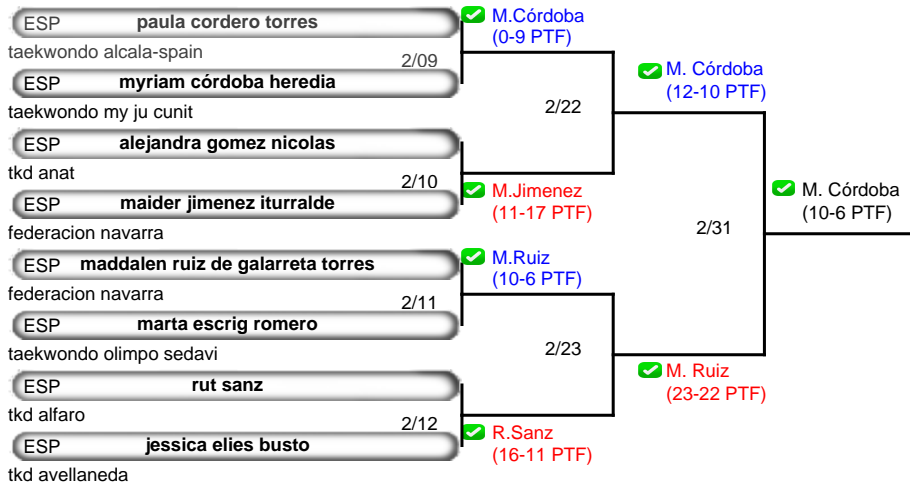 ESP paula cordero torres
taekwondo alcala-spain
2/09
ESP myriam córdoba heredia
taekwondo my ju cunit
M.Córdoba
(0-9 PTF)
ESP alejandra gomez nicolas
tkd anat
2/10
ESP maider jimenez iturralde
federacion navarra
M.Jimenez
(11-17 PTF)
2/22
M. Córdoba
(12-10 PTF)
ESP maddalen ruiz de galarreta torres
federacion navarra
2/11
ESP marta escrig romero
taekwondo olimpo sedavi
M.Ruiz
(10-6 PTF)
ESP rut sanz
tkd alfaro
2/12
ESP jessica elies busto
tkd avellaneda
R.Sanz
(16-11 PTF)
2/23
M. Ruiz
(23-22 PTF)
2/31
M. Córdoba
(10-6 PTF)